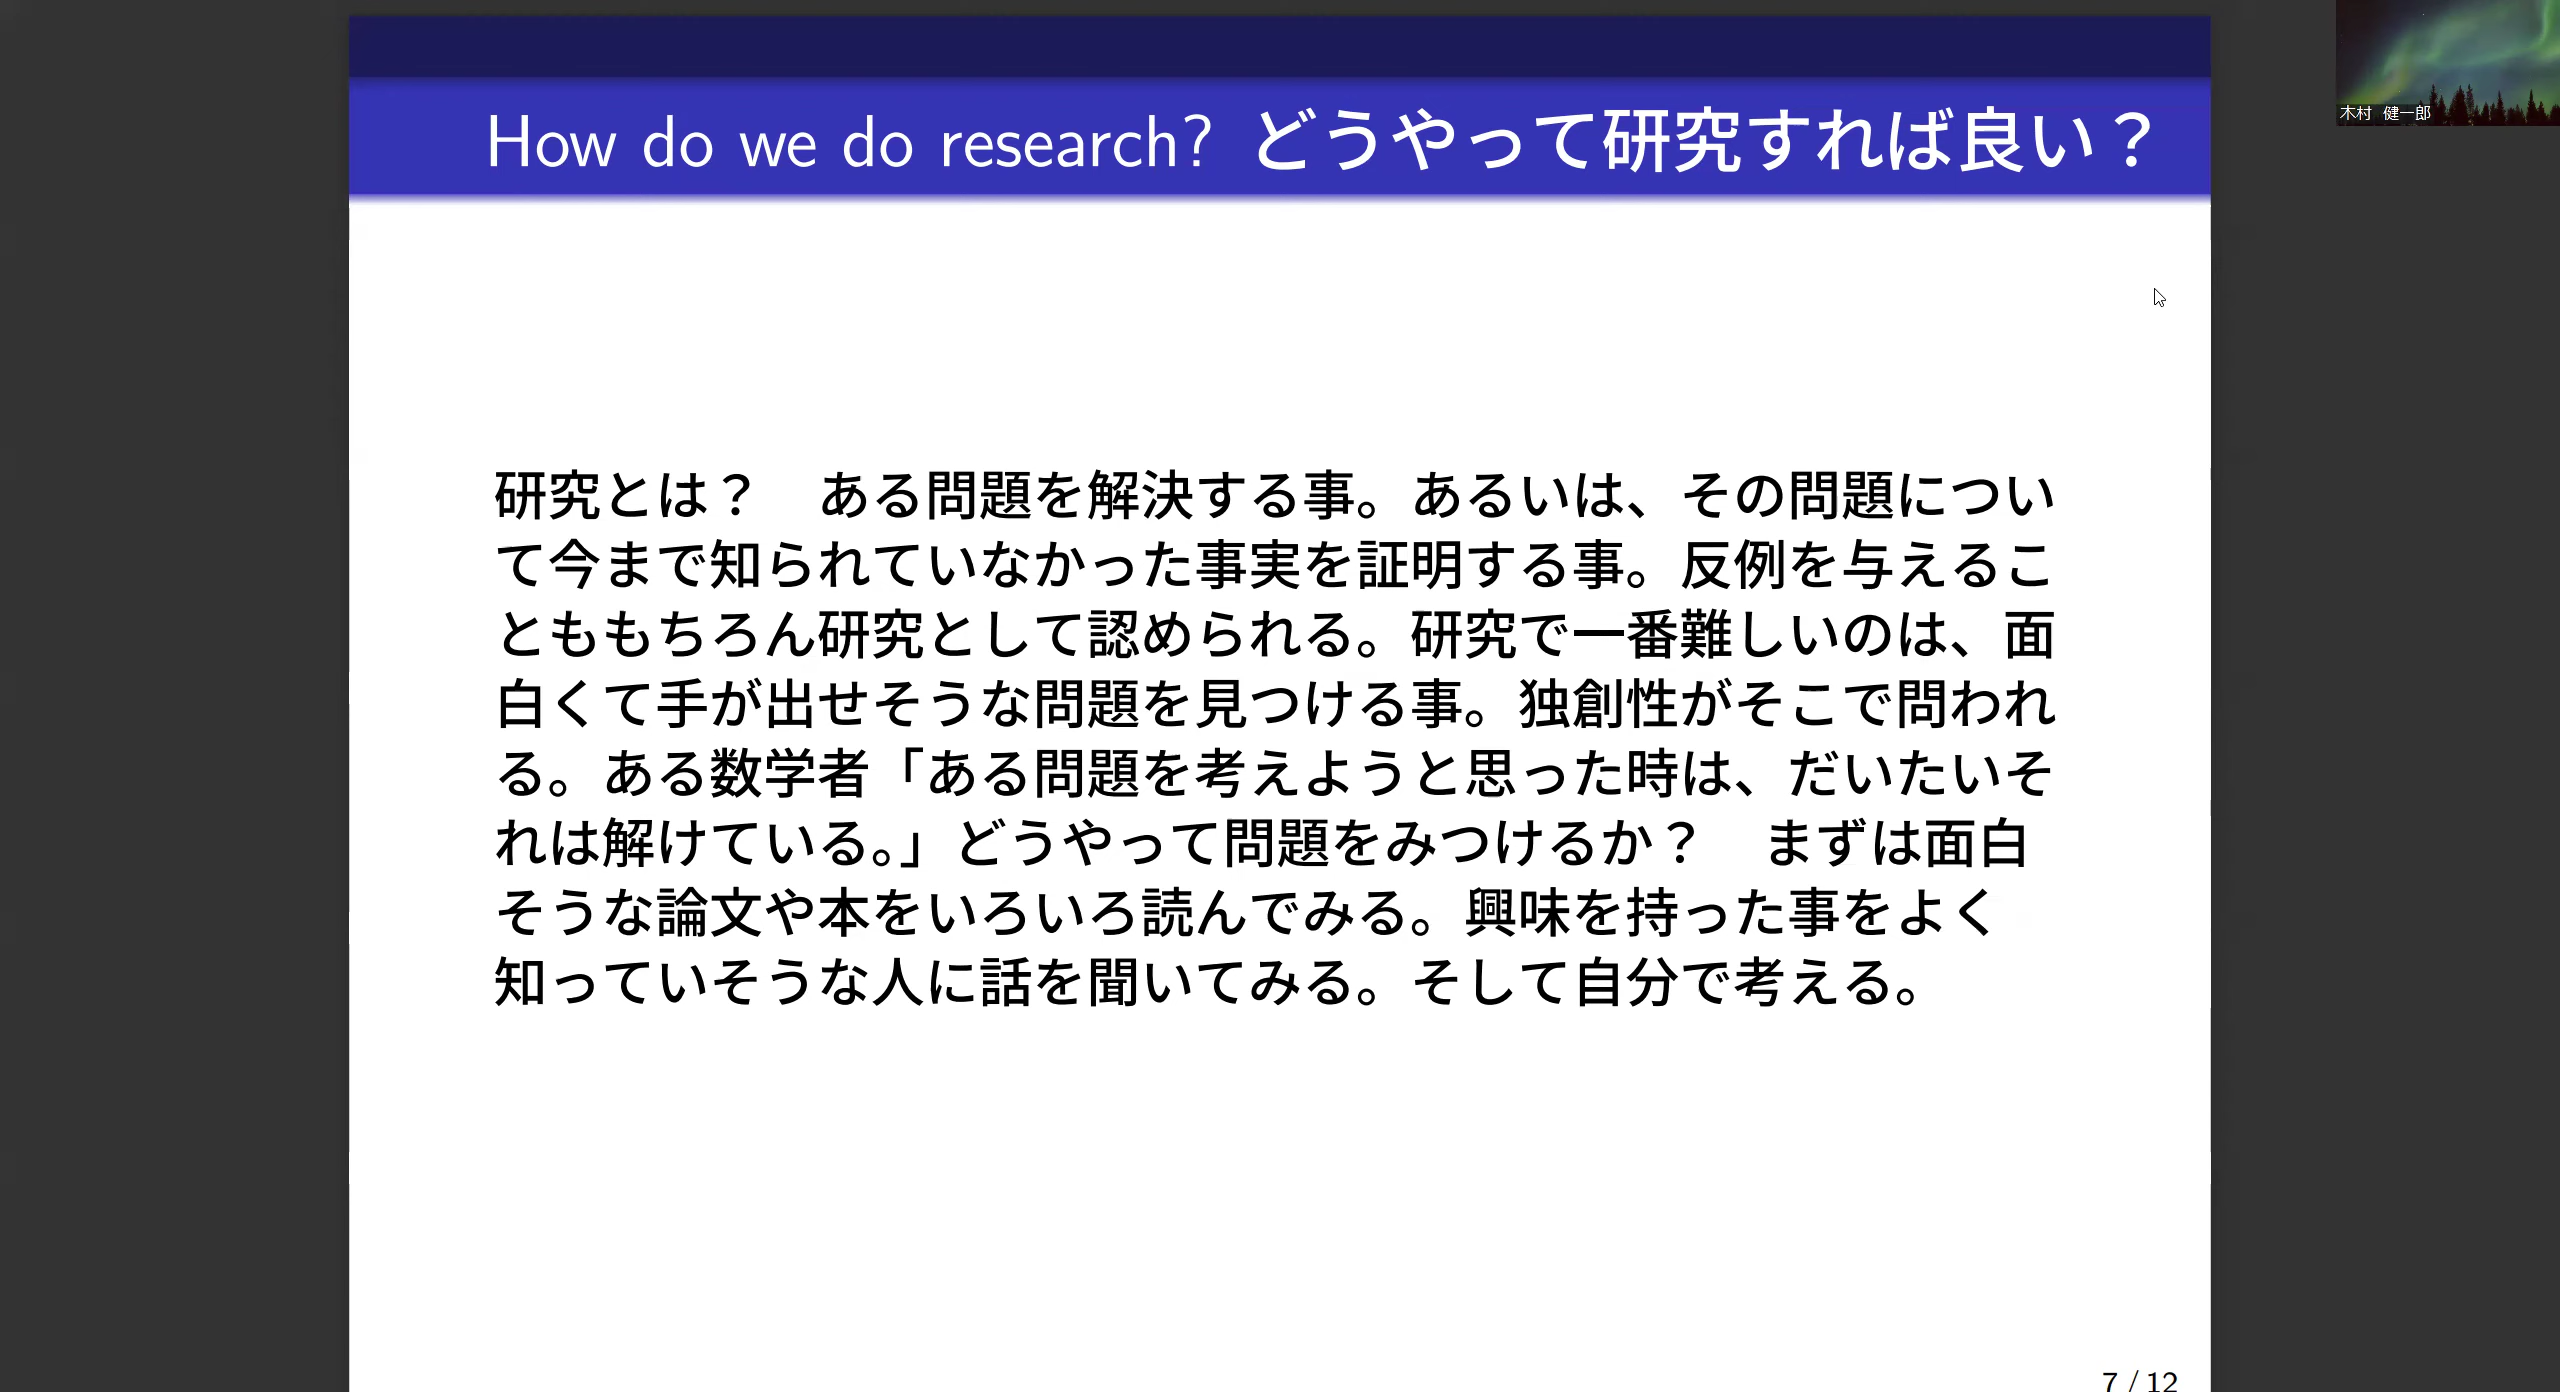 How do we do research? どうやって研究すれば良い？
木村 健一郎
研究とは？　ある問題を解決する事。あるいは、その問題につい
て今まで知られていなかった事実を証明する事。反例を与えるこ
とももちろん研究として認められる。研究で一番難しいのは、面
白くて手が出せそうな問題を見つける事。独創性がそこで問われ
る。ある数学者「ある問題を考えようと思った時は、だいたいそ
れは解けている。」どうやって問題をみつけるか？　まずは面白
そうな論文や本をいろいろ読んでみる。興味を持った事をよく
知っていそうな人に話を聞いてみる。そして自分で考える。
7 / 12